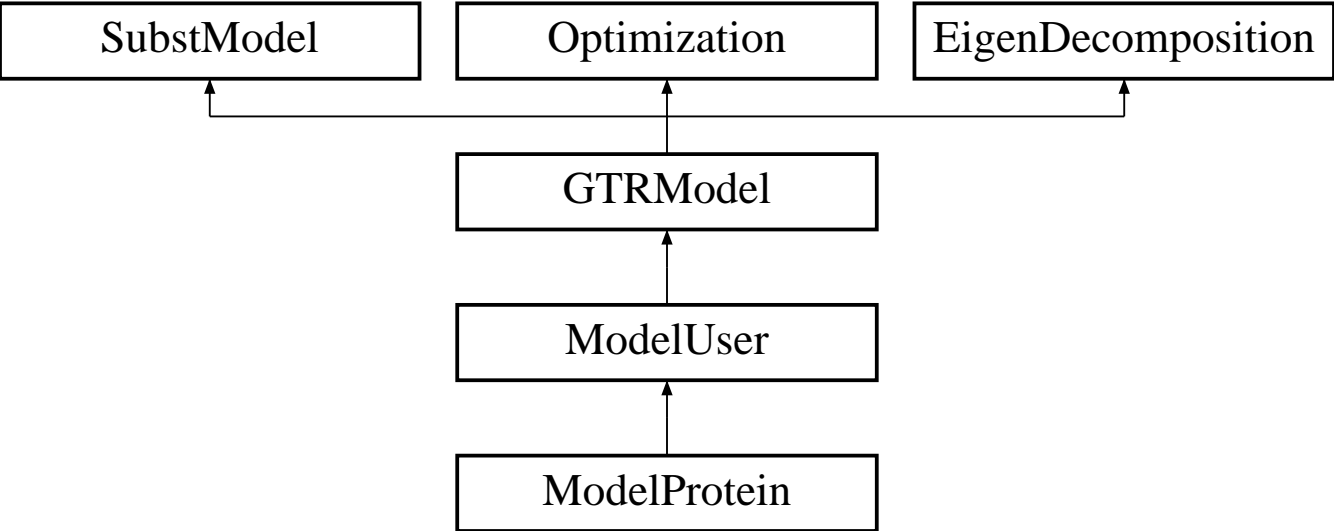 SubstModel
Optimization
EigenDecomposition
GTRModel
ModelUser
ModelProtein